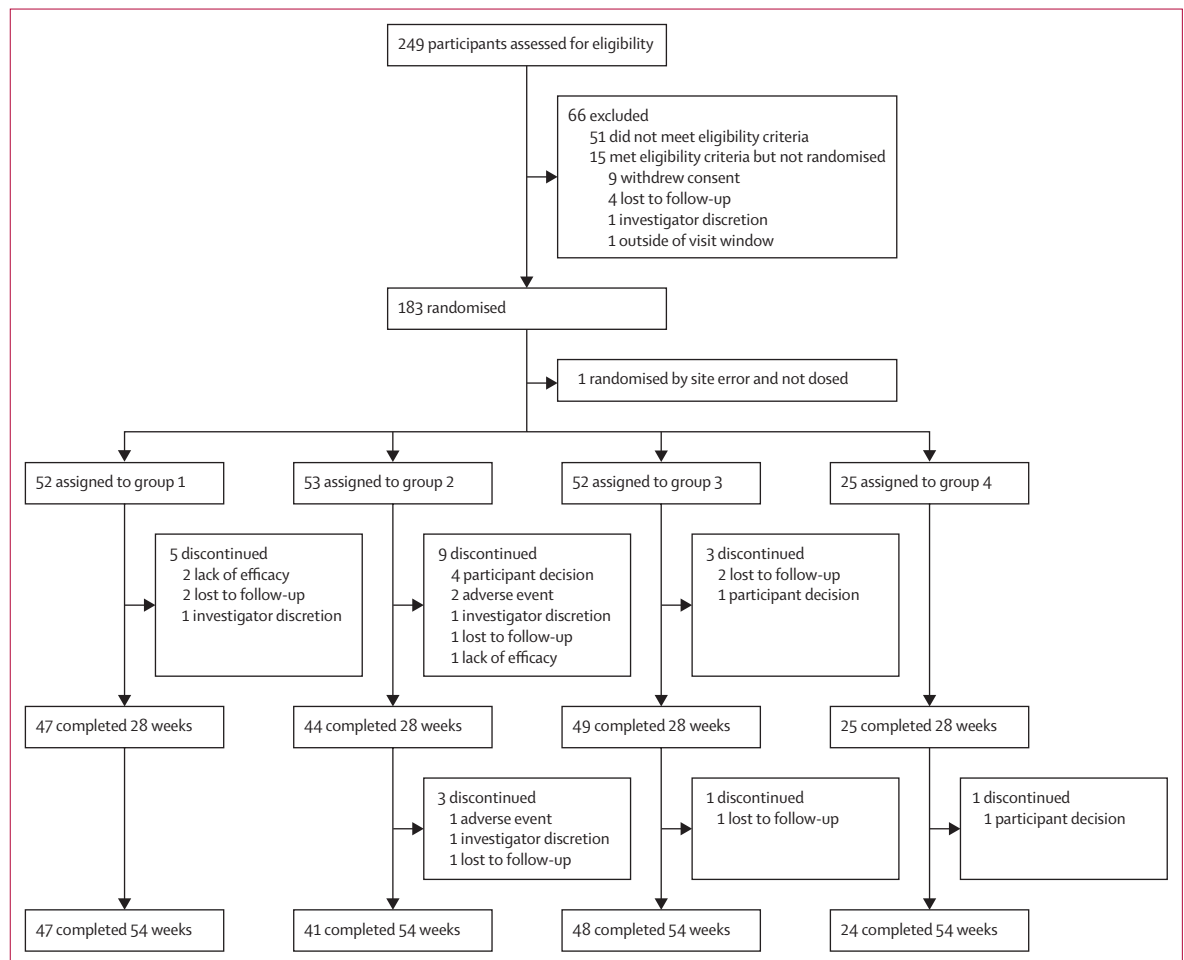 249 participants assessed for eligibility
66 excluded
51 did not meet eligibility criteria
15 met eligibility criteria but not randomised
9 withdrew consent
4 lost to follow-up
1 investigator discretion
1 outside of visit window
183 randomised
1 randomised by site error and not dosed
52 assigned to group 1
53 assigned to group 2
52 assigned to group 3
25 assigned to group 4
5 discontinued
2 lack of efficacy
2 lost to follow-up
1 investigator discretion
9 discontinued
4 participant decision
2 adverse event
1 investigator discretion
1 lost to follow-up
1 lack of efficacy
3 discontinued
2 lost to follow-up
1 participant decision
47 completed 28 weeks
44 completed 28 weeks
49 completed 28 weeks
25 completed 28 weeks
3 discontinued
1 adverse event
1 investigator discretion
1 lost to follow-up
1 discontinued
1 lost to follow-up
1 discontinued
1 participant decision
47 completed 54 weeks
41 completed 54 weeks
48 completed 54 weeks
24 completed 54 weeks